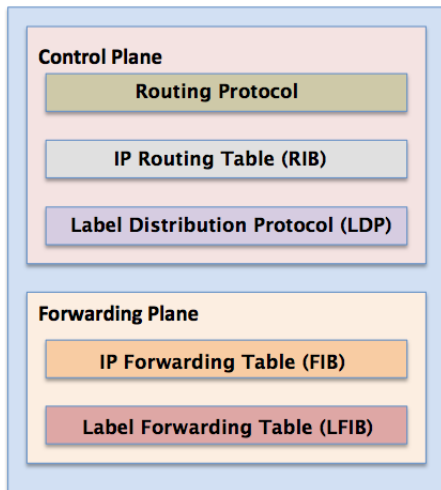 Control Plane
Routing Protocol
IP Routing Table (RIB)
Label Distribution Protocol (LDP)
Forwarding Plane
IP Forwarding Table (FIB)
Label Forwarding Table (LFIB)